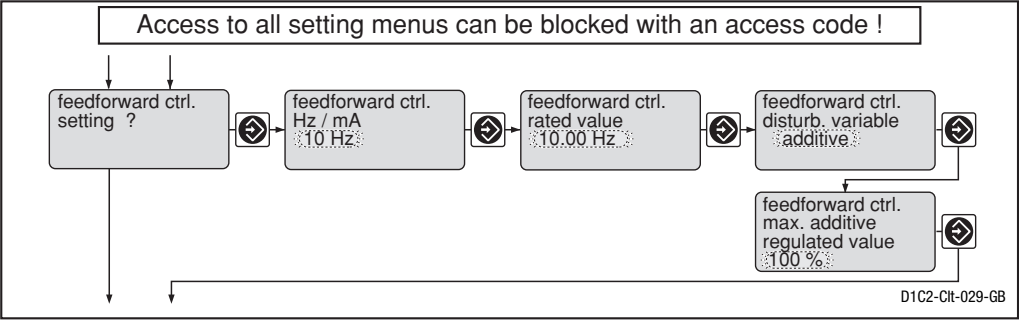 Access to all setting menus can be blocked with an access code !
feedforward ctrl.
setting ?
feedforward ctrl.
Hz / mA
10 Hz
feedforward ctrl.
rated value
10.00 Hz
feedforward ctrl.
disturb. variable
additive
feedforward ctrl.
max. additive
regulated value
100 %
D1C2-Clt-029-GB